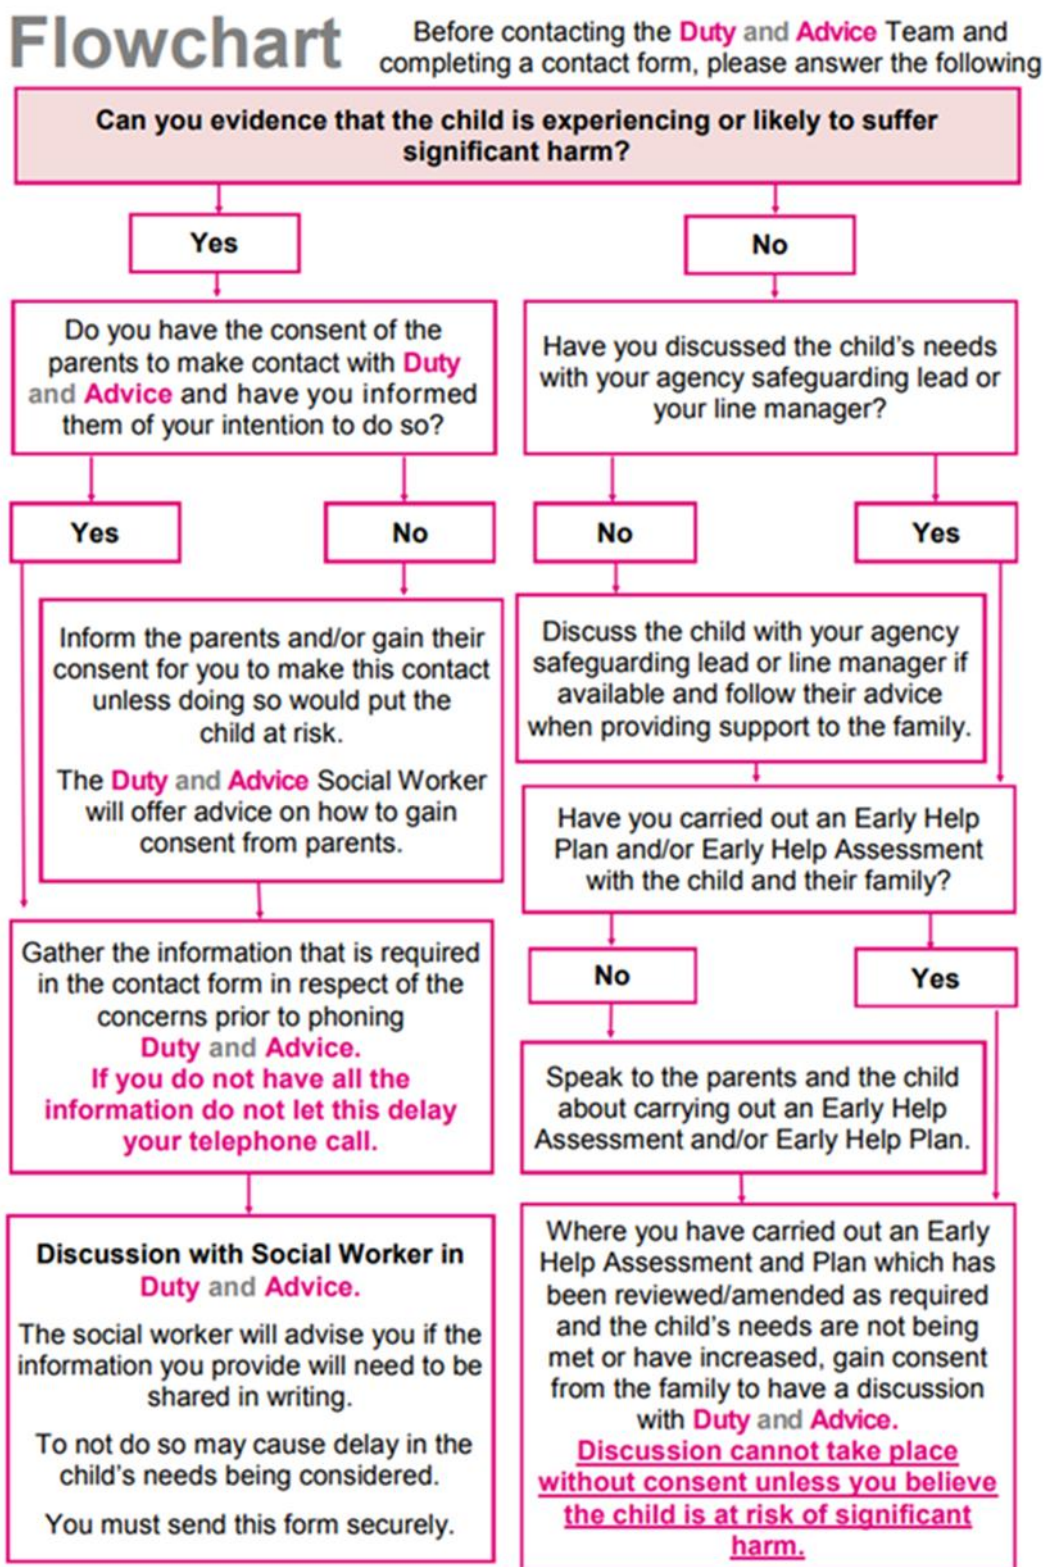 Flowchart
Before contacting the Duty and Advice Team and
completing a contact form, please answer the following
Can you evidence that the child is experiencing or likely to suffer
significant harm?
Yes
No
Do you have the consent of the
parents to make contact with Duty
and Advice and have you informed
them of your intention to do so?
Have you discussed the child's needs
with your agency safeguarding lead or
your line manager?
Yes
No
No
Yes
Inform the parents and/or gain their
consent for you to make this contact
unless doing so would put the
child at risk.
The Duty and Advice Social Worker
will offer advice on how to gain
consent from parents.
Discuss the child with your agency
safeguarding lead or line manager if
available and follow their advice
when providing support to the family.
Have you carried out an Early Help
Plan and/or Early Help Assessment
with the child and their family?
Gather the information that is required
in the contact form in respect of the
concerns prior to phoning
Duty and Advice.
If you do not have all the
information do not let this delay
your telephone call.
No
Yes
Speak to the parents and the child
about carrying out an Early Help
Assessment and/or Early Help Plan.
Discussion with Social Worker in
Duty and Advice.
The social worker will advise you if the
information you provide will need to be
shared in writing.
To not do so may cause delay in the
child's needs being considered.
You must send this form securely.
Where you have carried out an Early
Help Assessment and Plan which has
been reviewed/amended as required
and the child's needs are not being
met or have increased, gain consent
from the family to have a discussion
with Duty and Advice.
Discussion cannot take place
without consent unless you believe
the child is at risk of significant
harm.